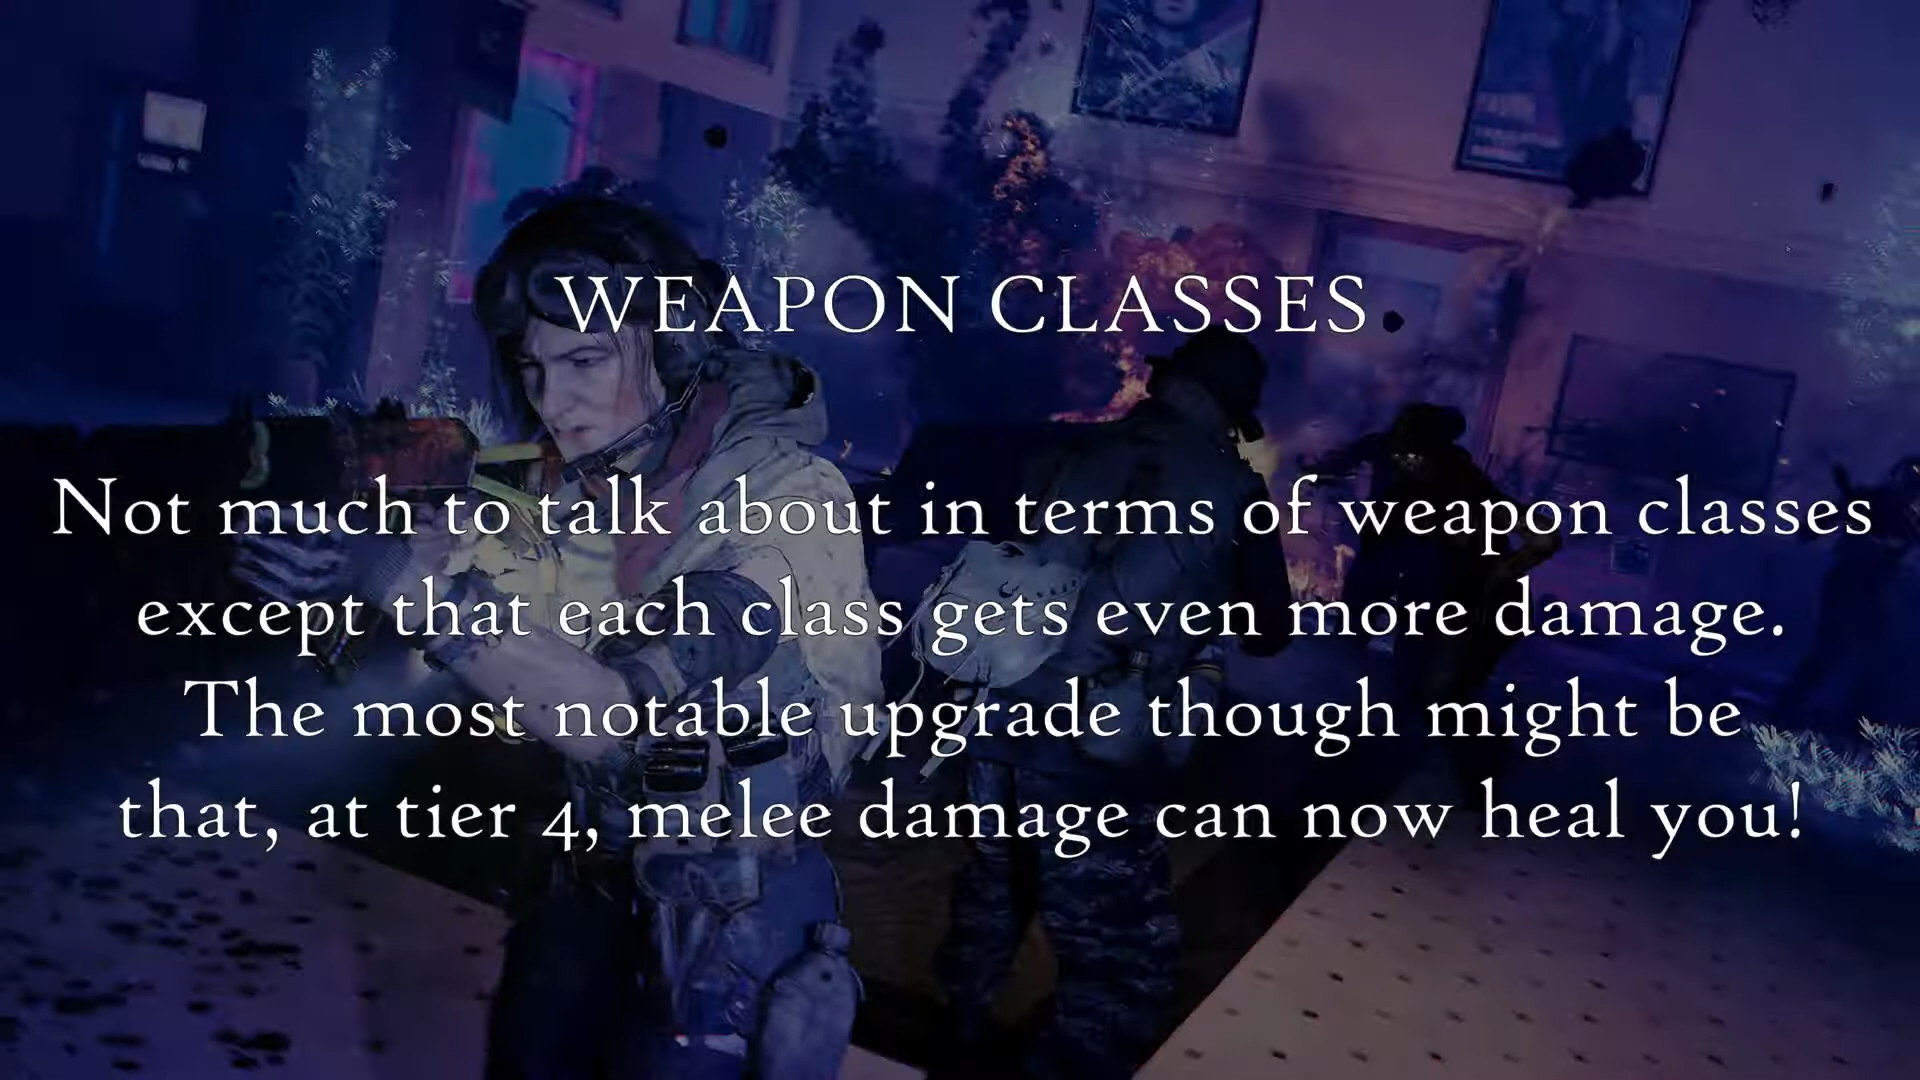 WEAPON CLASSES
Not much to talk about in terms of weapon classes
except that each class gets even more damage.
The most notable upgrade though might be
that, at tier 4, melee damage can now heal you!